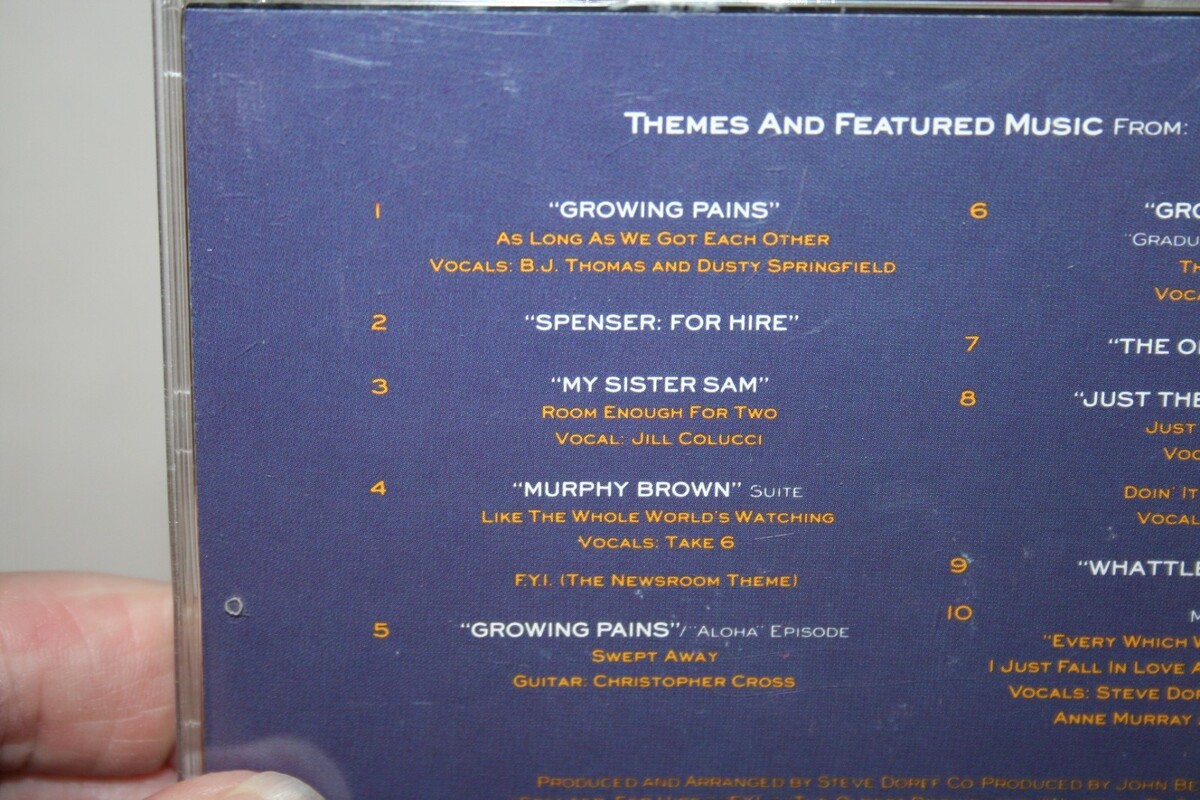 THEMES AND FEATURED MUSIC FROM:
1 "GROWING PAINS"
AS LONG AS WE GOT EACH OTHER
VOCALS: B.J. THOMAS AND DUSTY SPRINGFIELD
2 "SPENSER: FOR HIRE"
3 "MY SISTER SAM"
ROOM ENOUGH FOR TWO
VOCAL: JILL COLUCCI
4 "MURPHY BROWN" SUITE
LIKE THE WHOLE WORLD'S WATCHING
VOCALS: TAKE 6
F.Y.I. (THE NEWSROOM THEME)
5 "GROWING PAINS"/"ALOHA" EPISODE
SWEPT AWAY
GUITAR: CHRISTOPHER CROSS
6 "GRO
"GRADU
TH
VOCA
7 "THE O
8 "JUST THE
JUST
VOC
DOIN' IT
VOCAL
9 "WHATTLE
10 M
"EVERY WHICH W
I JUST FALL IN LOVE A
VOCALS: STEVE DOR
ANNE MURRAY
PRODUCED AND ARRANGED BY STEVE DORFF CO PRODUCED BY JOHN BE